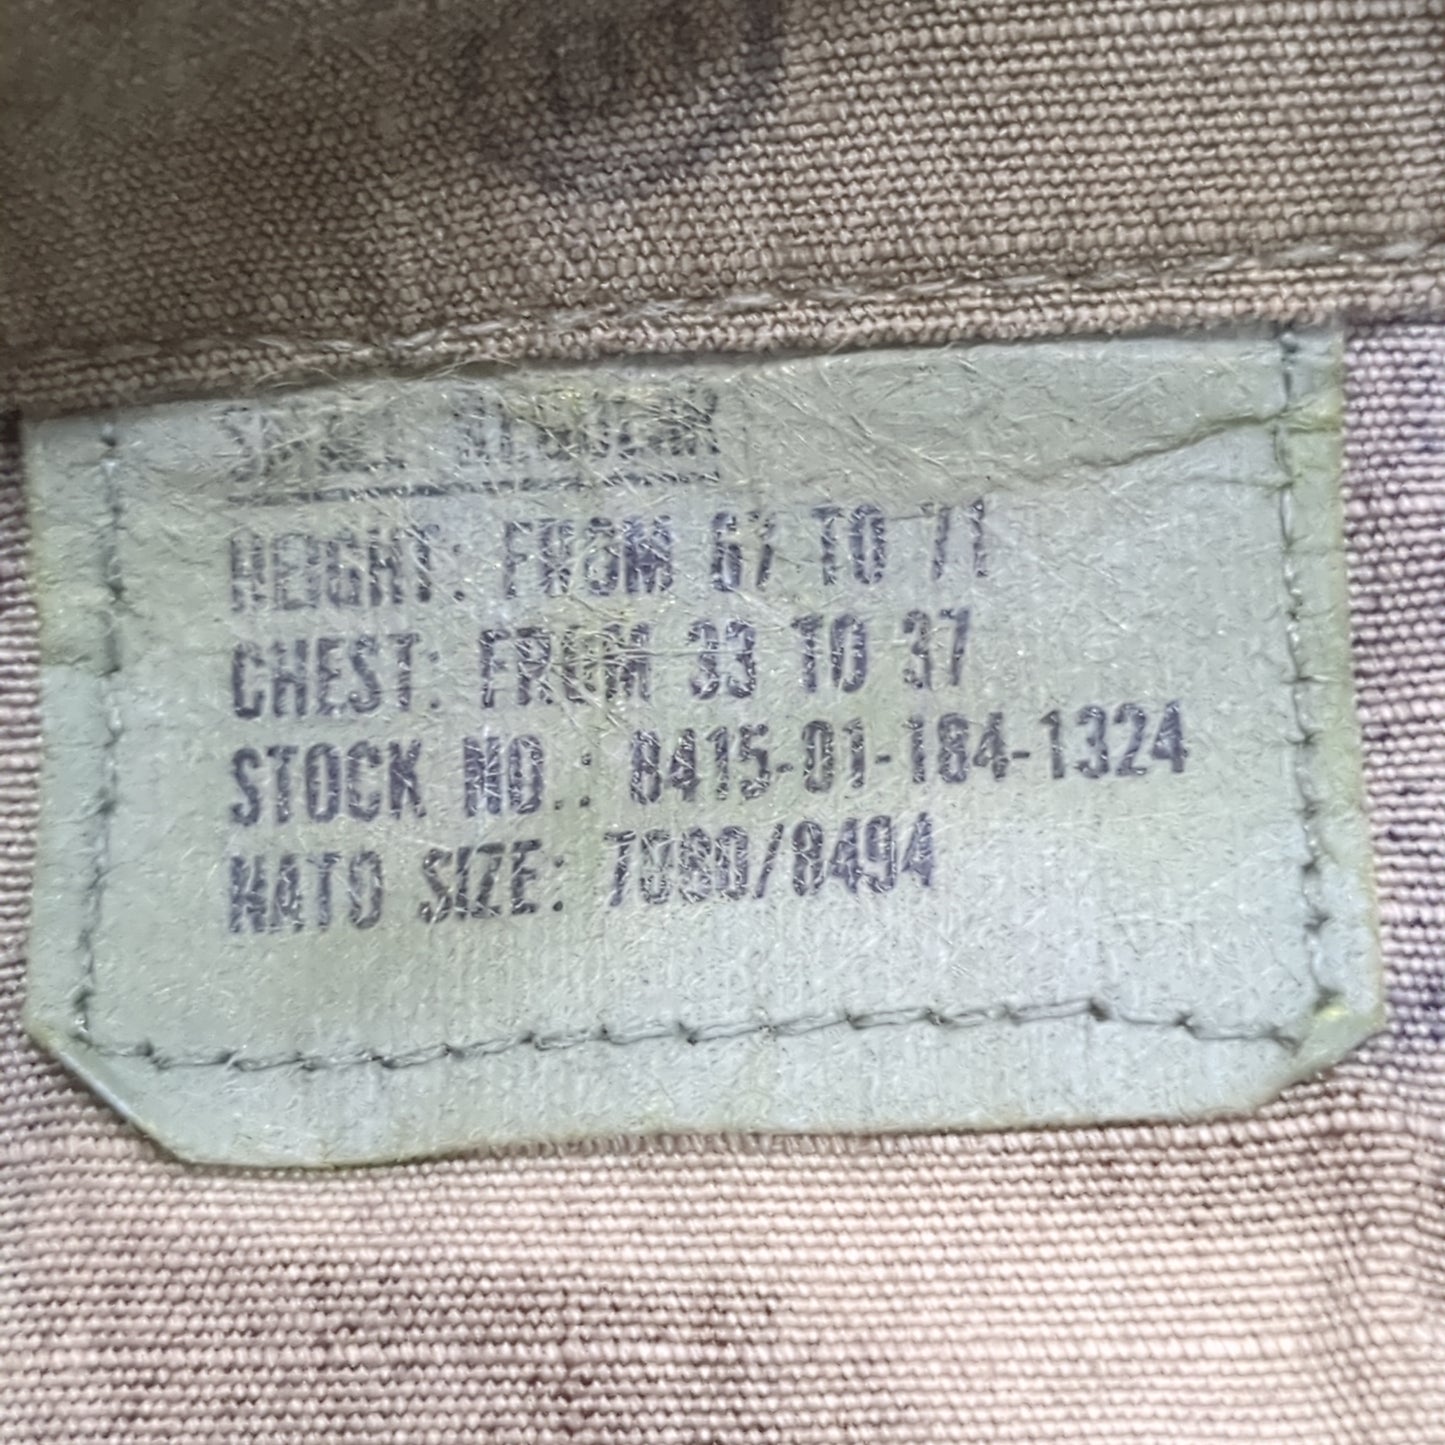 SMALL REGULAR
HEIGHT: FROM 67 TO 71
CHEST: FROM 33 TO 37
STOCK NO.: 8415-01-184-1324
NATO SIZE: 7080/8494